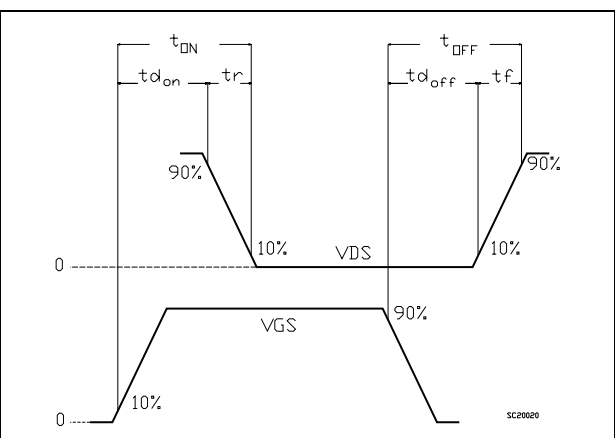 tON tOFF
tdon tr tdoff tf
90% 90%
10% VDS 10%
0
VGS 90%
10%
0
SC20020